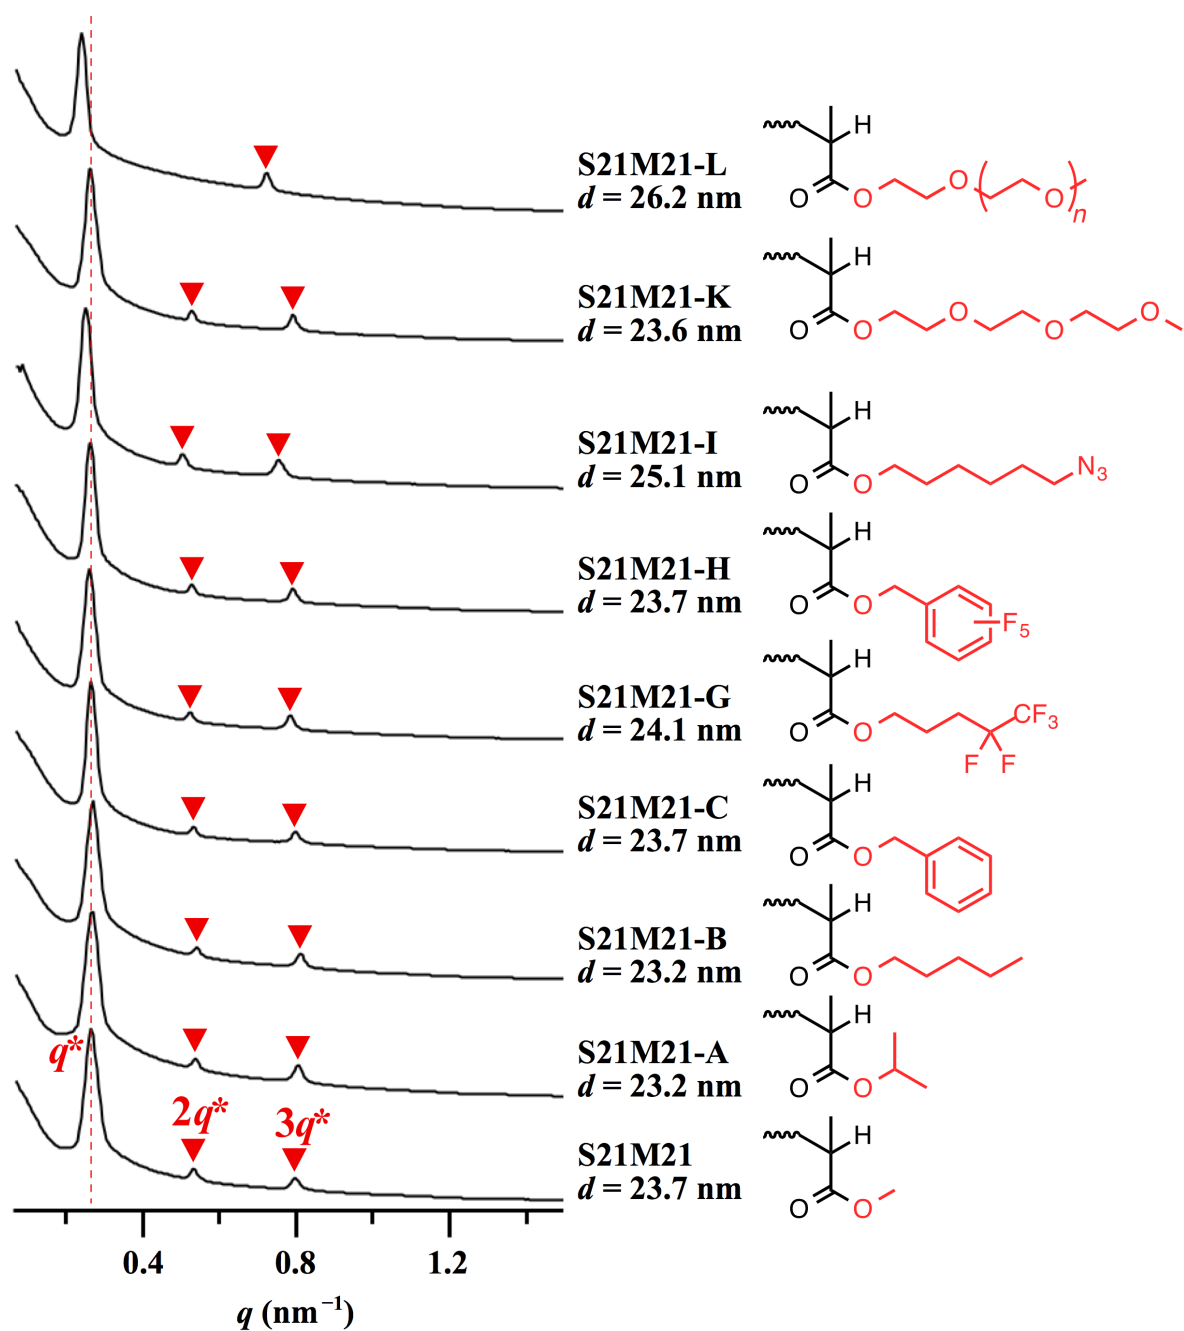 S21M21-L
d = 26.2 nm
H
O
O
O
O
n
S21M21-K
d = 23.6 nm
H
O
O
O
O
O
S21M21-I
d = 25.1 nm
H
O
O
N3
S21M21-H
d = 23.7 nm
H
O
O
F5
S21M21-G
d = 24.1 nm
H
O
O
CF3
F
F
S21M21-C
d = 23.7 nm
H
O
O
S21M21-B
d = 23.2 nm
H
O
O
q*
S21M21-A
d = 23.2 nm
H
O
O
2q*
3q*
S21M21
d = 23.7 nm
H
O
O
0.4 0.8 1.2
q (nm⁻¹)